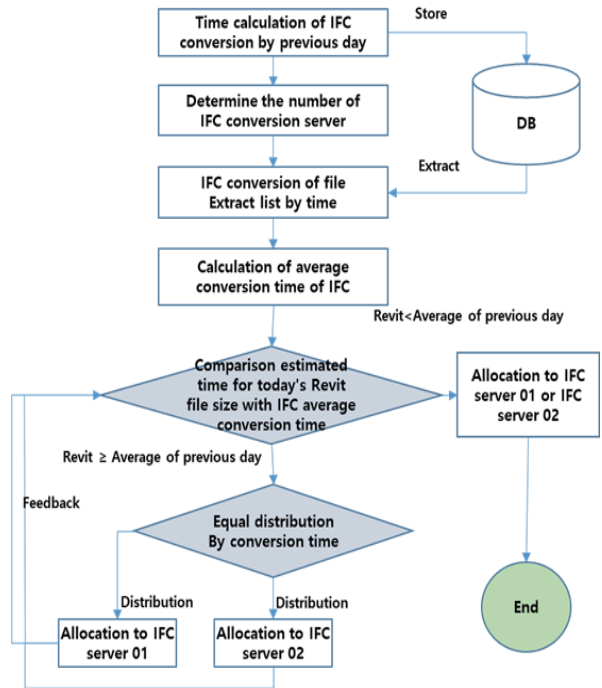 Time calculation of IFC
conversion by previous day
Store
Determine the number of
IFC conversion server
DB
Extract
IFC conversion of file
Extract list by time
Calculation of average
conversion time of IFC
Revit<Average of previous day
Comparison estimated
time for today's Revit
file size with IFC average
conversion time
Allocation to IFC
server 01 or IFC
server 02
Revit ≥ Average of previous day
Feedback
Equal distribution
By conversion time
Distribution
Distribution
Allocation to IFC
server 01
Allocation to IFC
server 02
End